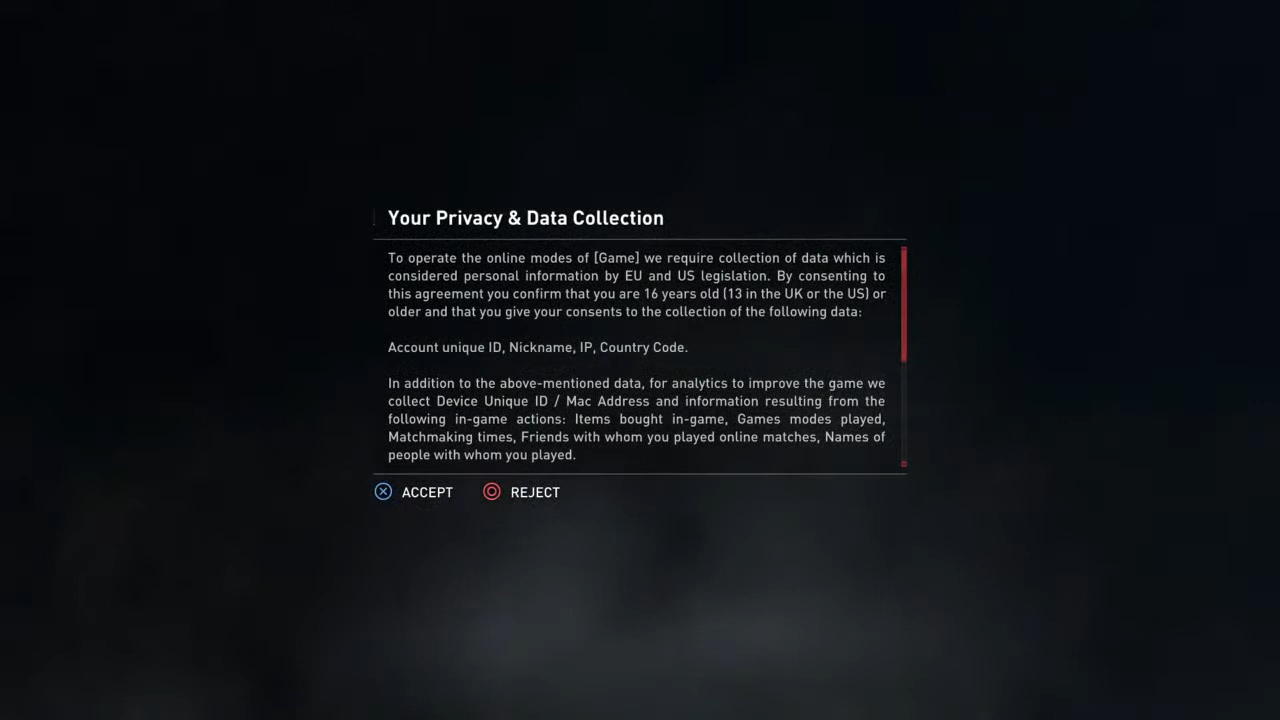 Your Privacy & Data Collection
To operate the online modes of [Game] we require collection of data which is
considered personal information by EU and US legislation. By consenting to
this agreement you confirm that you are 16 years old (13 in the UK or the US) or
older and that you give your consents to the collection of the following data:
Account unique ID, Nickname, IP, Country Code.
In addition to the above-mentioned data, for analytics to improve the game we
collect Device Unique ID / Mac Address and information resulting from the
following in-game actions: Items bought in-game, Games modes played,
Matchmaking times, Friends with whom you played online matches, Names of
people with whom you played.
ACCEPT REJECT